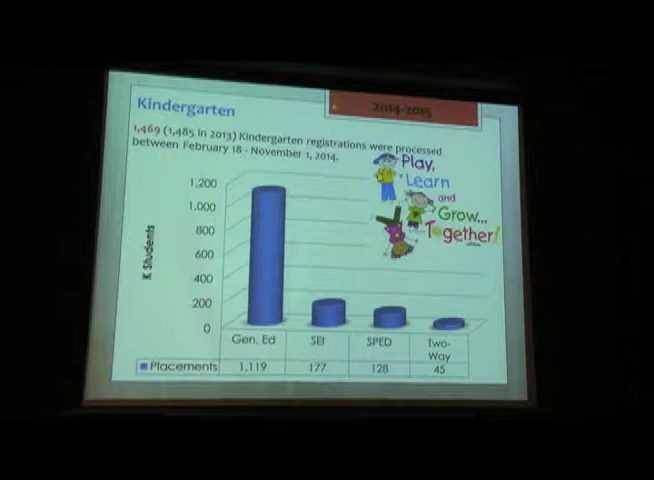 Kindergarten
2014-2015
1,469 (1,485 in 2013) Kindergarten registrations were processed
between February 18 - November 1, 2014.
Play,
Learn
and
Grow...
Together!
K Students
1,200
1,000
800
600
400
200
0
Gen. Ed SEI SPED Two-Way
Placements 1,119 177 128 45